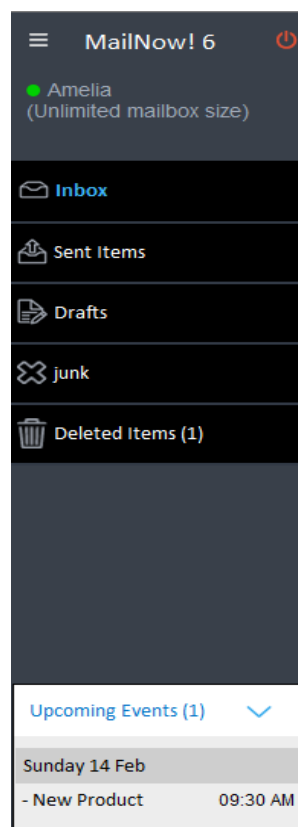 MailNow! 6
Amelia
(Unlimited mailbox size)
Inbox
Sent Items
Drafts
junk
Deleted Items (1)
Upcoming Events (1)
Sunday 14 Feb
- New Product 09:30 AM